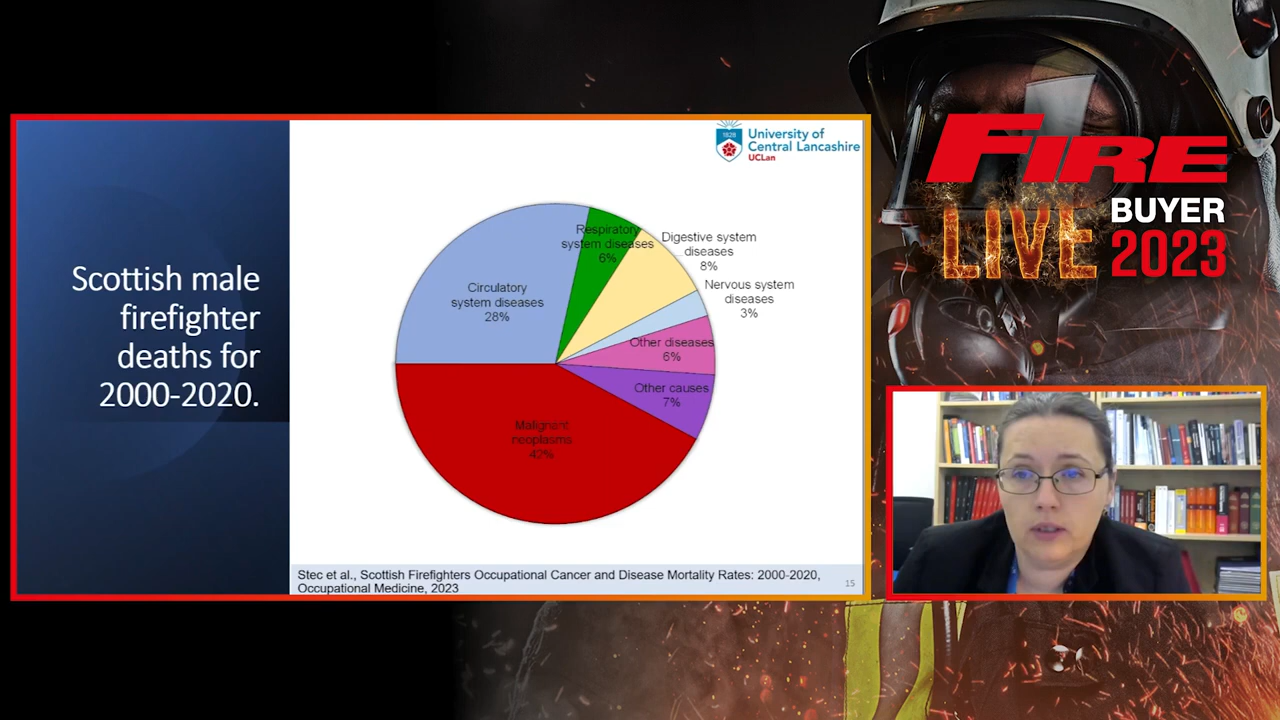 Scottish male
firefighter
deaths for
2000-2020.
1828
University of
Central Lancashire
UCLan
Respiratory
system diseases
6%
Digestive system
diseases
8%
Nervous system
diseases
3%
Circulatory
system diseases
28%
Other diseases
6%
Other causes
7%
Malignant
neoplasms
42%
Stec et al., Scottish Firefighters Occupational Cancer and Disease Mortality Rates: 2000-2020,
Occupational Medicine, 2023
15
FIRE
BUYER
LIVE 2023